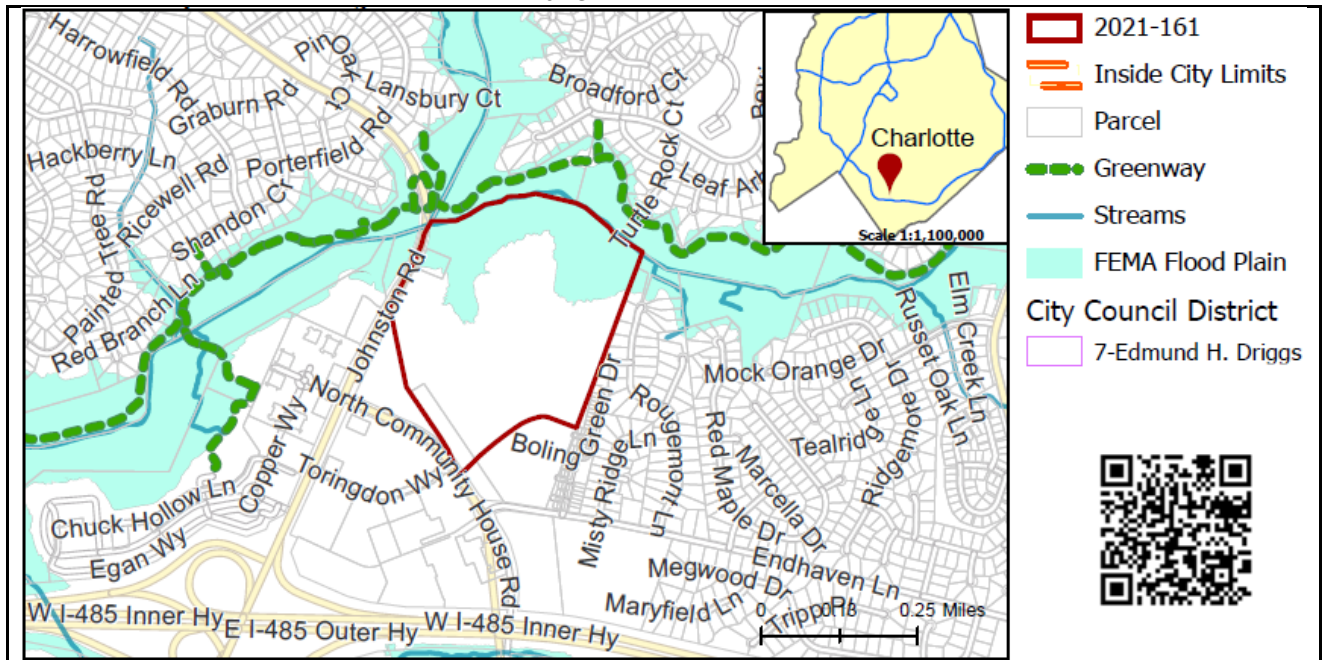 Harrowfield Rd
Pin Oak Ct
Lansbury Ct
Graburn Rd
Broadford Ct
Hackberry Ln
Porterfield Rd
Ricewell Rd
Shandon Cr
Painted Tree Rd
Red Branch Ln
Turtle Rock Ct
Leaf
Johnston Rd
North Community House Rd
Copper Wy
Toringdon Wy
Chuck Hollow Ln
Egan Wy
Boling Green Dr
Misty Ridge Ln
Rougemont Ln
Red Maple Dr
Marcella Dr
Mock Orange Dr
Tealridge Ln
Ridgemore Dr
Russet Oak Ln
Elm Creek Ln
Endhaven Ln
Megwood Dr
Maryfield Ln
Tripp Pl
W I-485 Inner Hy
E I-485 Outer Hy
W I-485 Inner Hy
0
0.25 Miles
Charlotte
Scale 1:1,100,000
2021-161
Inside City Limits
Parcel
Greenway
Streams
FEMA Flood Plain
City Council District
7-Edmund H. Driggs